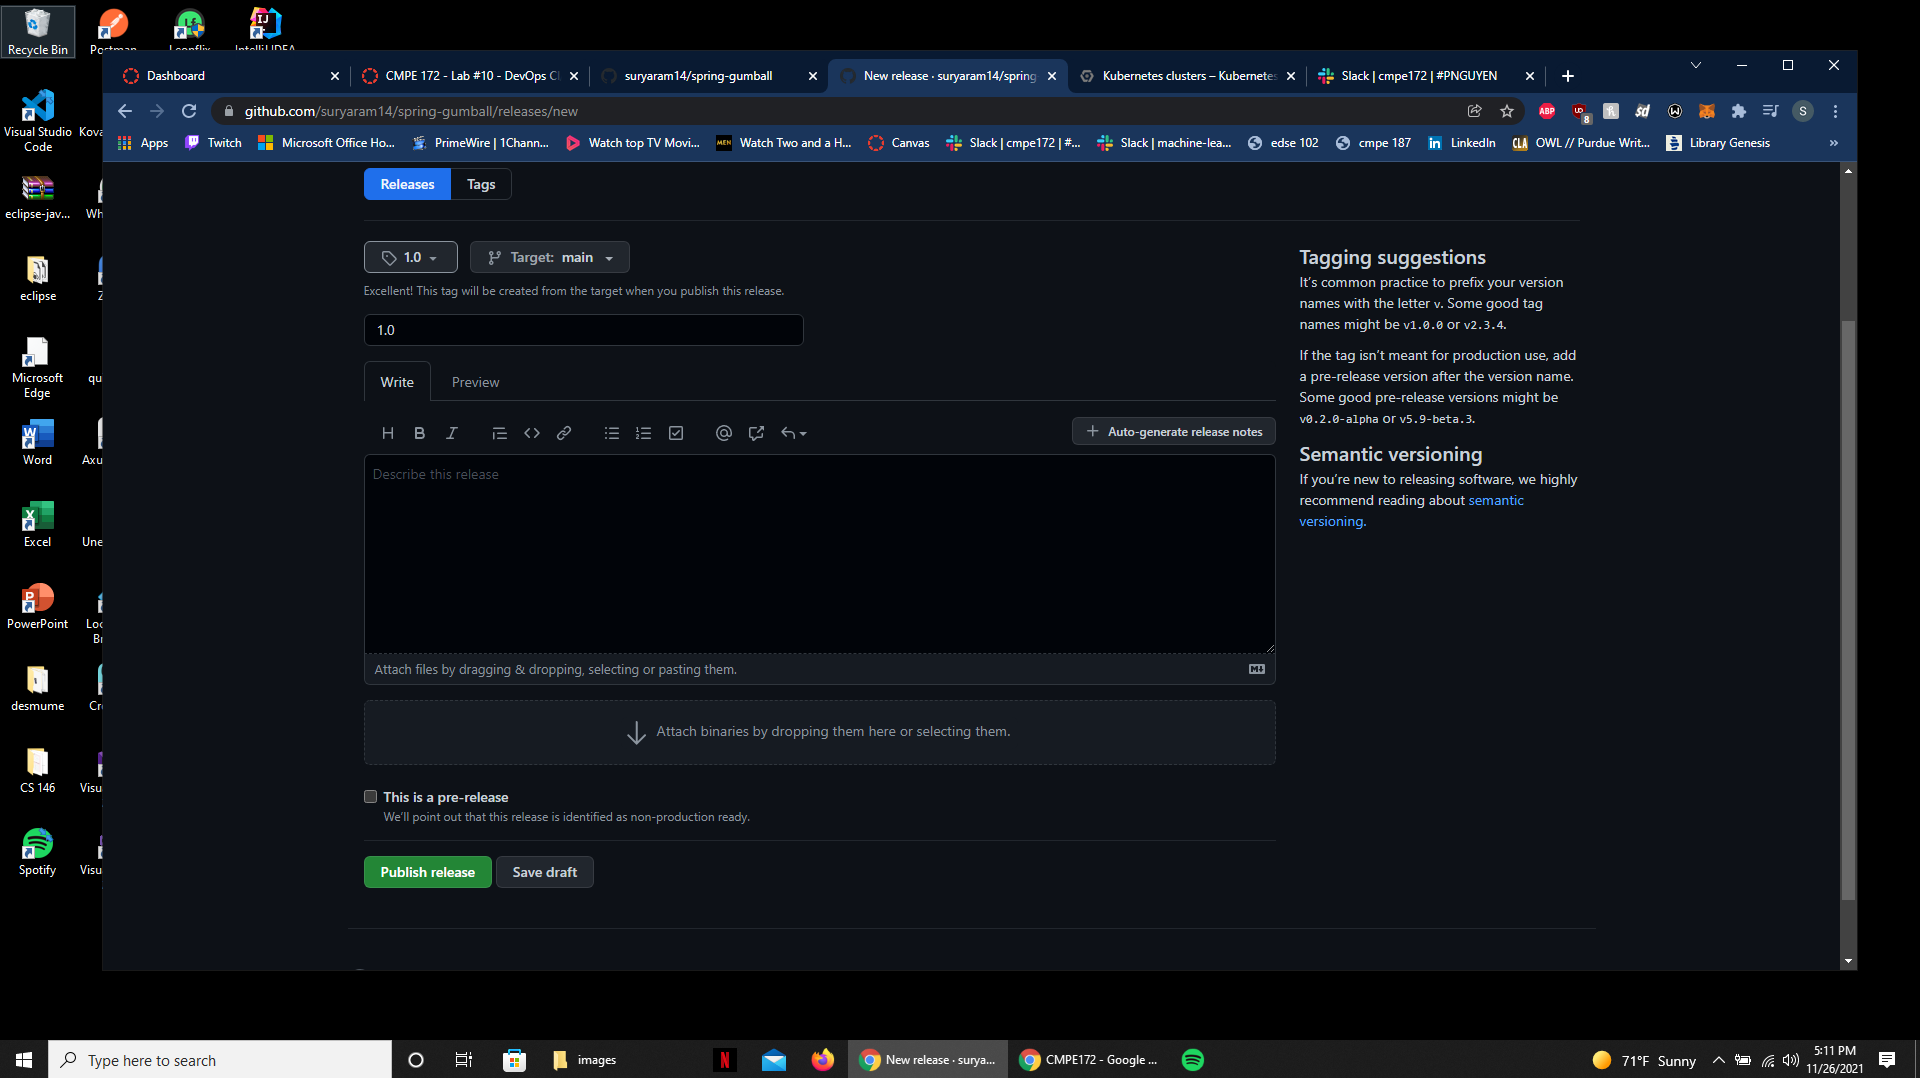 Recycle Bin
Postman
Leonflix
IntelliJ IDEA
Visual Studio
Code
Kova
eclipse-jav...
Wh
eclipse
Z
Microsoft
Edge
qu
Word
Axu
Excel
Une
PowerPoint
Loc
Br
desmume
Cr
CS 146
Visu
Spotify
Visu
Dashboard
CMPE 172 - Lab #10 - DevOps CI
suryaram14/spring-gumball
New release · suryaram14/spring
Kubernetes clusters – Kubernetes
Slack | cmpe172 | #PNGUYEN
github.com/suryaram14/spring-gumball/releases/new
ABP
8
S
Apps
Twitch
Microsoft Office Ho...
PrimeWire | 1Chann...
Watch top TV Movi...
MEN
Watch Two and a H...
Canvas
Slack | cmpe172 | #...
Slack | machine-lea...
edse 102
cmpe 187
LinkedIn
OWL // Purdue Writ...
Library Genesis
»
Releases
Tags
1.0
Target: main
Excellent! This tag will be created from the target when you publish this release.
1.0
Write
Preview
H B I
Auto-generate release notes
Describe this release
Attach files by dragging & dropping, selecting or pasting them.
Attach binaries by dropping them here or selecting them.
This is a pre-release
We'll point out that this release is identified as non-production ready.
Publish release
Save draft
Tagging suggestions
It's common practice to prefix your version
names with the letter v. Some good tag
names might be v1.0.0 or v2.3.4.
If the tag isn't meant for production use, add
a pre-release version after the version name.
Some good pre-release versions might be
v0.2.0-alpha or v5.9-beta.3.
Semantic versioning
If you're new to releasing software, we highly
recommend reading about semantic
versioning.
Type here to search
images
N
New release · surya...
CMPE172 - Google ...
71°F Sunny
5:11 PM
11/26/2021